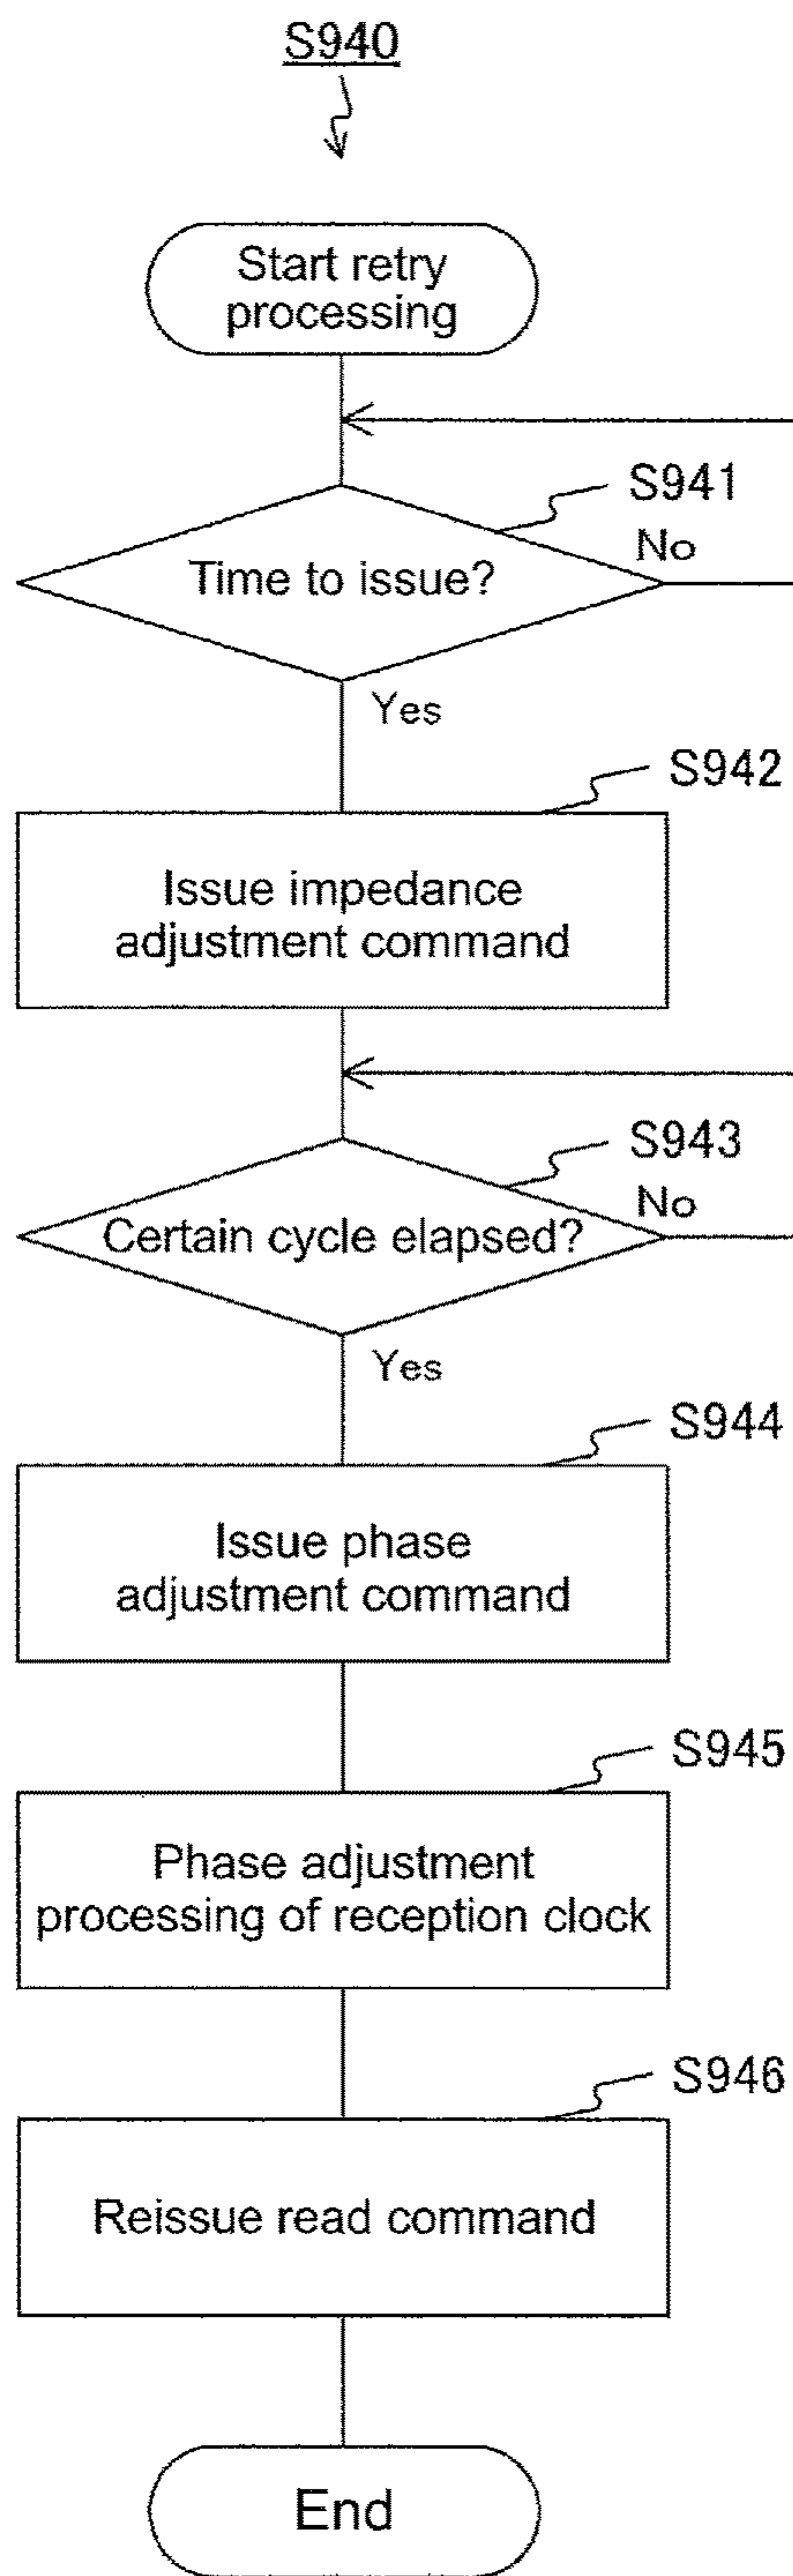 S940
Start retry
processing
S941
Time to issue?
No
Yes
S942
Issue impedance
adjustment command
S943
Certain cycle elapsed?
No
Yes
S944
Issue phase
adjustment command
S945
Phase adjustment
processing of reception clock
S946
Reissue read command
End